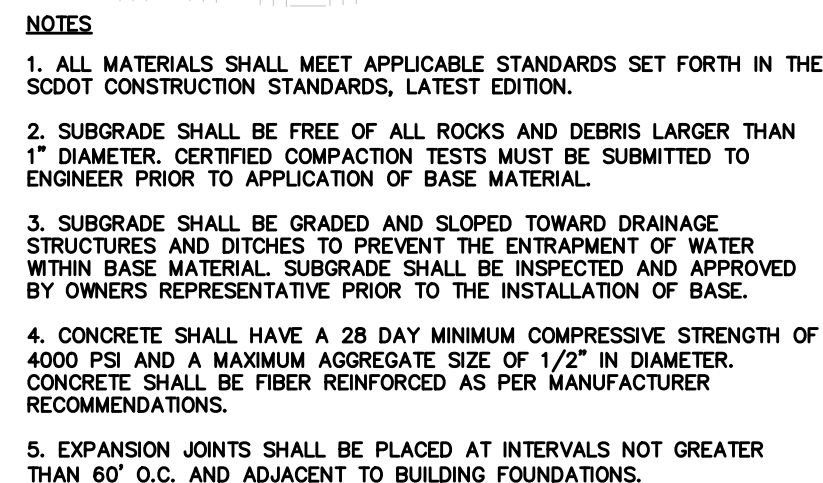 NOTES
1. ALL MATERIALS SHALL MEET APPLICABLE STANDARDS SET FORTH IN THE
SCDOT CONSTRUCTION STANDARDS, LATEST EDITION.
2. SUBGRADE SHALL BE FREE OF ALL ROCKS AND DEBRIS LARGER THAN
1" DIAMETER. CERTIFIED COMPACTION TESTS MUST BE SUBMITTED TO
ENGINEER PRIOR TO APPLICATION OF BASE MATERIAL.
3. SUBGRADE SHALL BE GRADED AND SLOPED TOWARD DRAINAGE
STRUCTURES AND DITCHES TO PREVENT THE ENTRAPMENT OF WATER
WITHIN BASE MATERIAL. SUBGRADE SHALL BE INSPECTED AND APPROVED
BY OWNERS REPRESENTATIVE PRIOR TO THE INSTALLATION OF BASE.
4. CONCRETE SHALL HAVE A 28 DAY MINIMUM COMPRESSIVE STRENGTH OF
4000 PSI AND A MAXIMUM AGGREGATE SIZE OF 1/2" IN DIAMETER.
CONCRETE SHALL BE FIBER REINFORCED AS PER MANUFACTURER
RECOMMENDATIONS.
5. EXPANSION JOINTS SHALL BE PLACED AT INTERVALS NOT GREATER
THAN 60' O.C. AND ADJACENT TO BUILDING FOUNDATIONS.